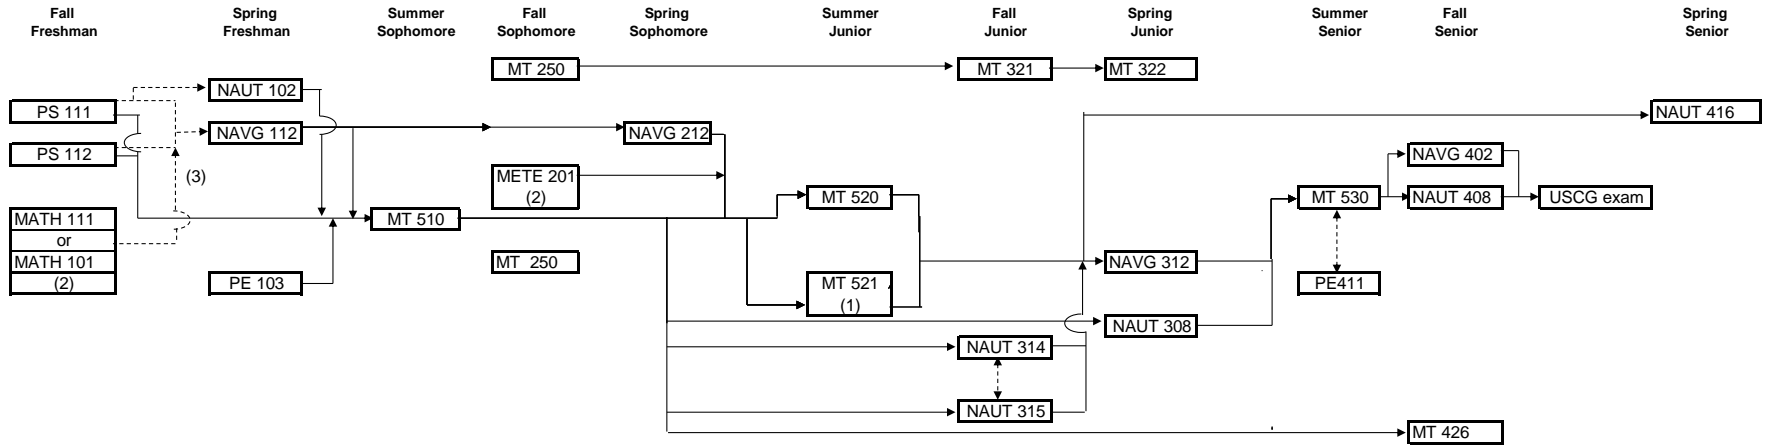 Fall Freshman
Spring Freshman
Summer Sophomore
Fall Sophomore
Spring Sophomore
Summer Junior
Fall Junior
Spring Junior
Summer Senior
Fall Senior
Spring Senior
MT 250
MT 321
MT 322
NAUT 102
PS 111
NAUT 416
NAVG 112
NAVG 212
PS 112
NAVG 402
(3)
METE 201
(2)
MT 520
MT 530
NAUT 408
USCG exam
MATH 111
or
MATH 101
(2)
MT 510
MT 250
NAVG 312
PE 103
MT 521
(1)
PE411
NAUT 308
NAUT 314
NAUT 315
MT 426